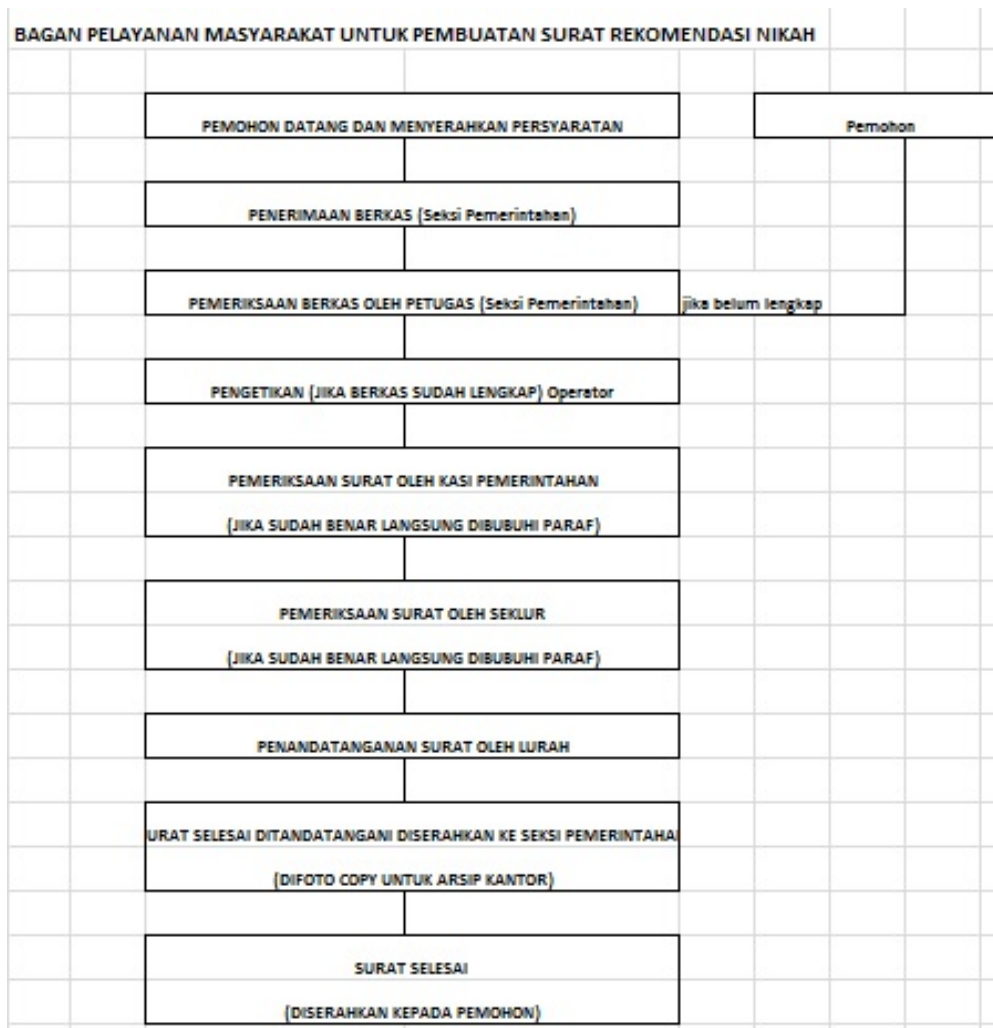 BAGAN PELAYANAN MASYARAKAT UNTUK PEMBUATAN SURAT REKOMENDASI NIKAH
PEMOHON DATANG DAN MENYERAHKAN PERSYARATAN
Pemohon
PENERIMAAN BERKAS (Seksi Pemerintahan)
PEMERIKSAAN BERKAS OLEH PETUGAS (Seksi Pemerintahan)
jika belum lengkap
PENGETIKAN (JIKA BERKAS SUDAH LENGKAP) Operator
PEMERIKSAAN SURAT OLEH KASI PEMERINTAHAN
(JIKA SUDAH BENAR LANGSUNG DIBUBUHI PARAF)
PEMERIKSAAN SURAT OLEH SEKLUR
(JIKA SUDAH BENAR LANGSUNG DIBUBUHI PARAF)
PENANDATANGANAN SURAT OLEH LURAH
URAT SELESAI DITANDATANGANI DISERAHKAN KE SEKSI PEMERINTAHA
(DIFOTO COPY UNTUK ARSIP KANTOR)
SURAT SELESAI
(DISERAHKAN KEPADA PEMOHON)